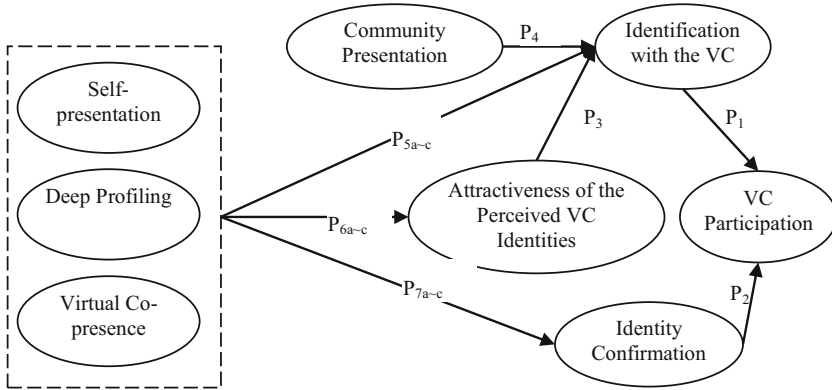 Community
Presentation
P4
Identification
with the VC
Self-
presentation
P5a~c
P3
P1
Deep Profiling
P6a~c
Attractiveness of the
Perceived VC
Identities
VC
Participation
P7a~c
P2
Virtual Co-
presence
Identity
Confirmation